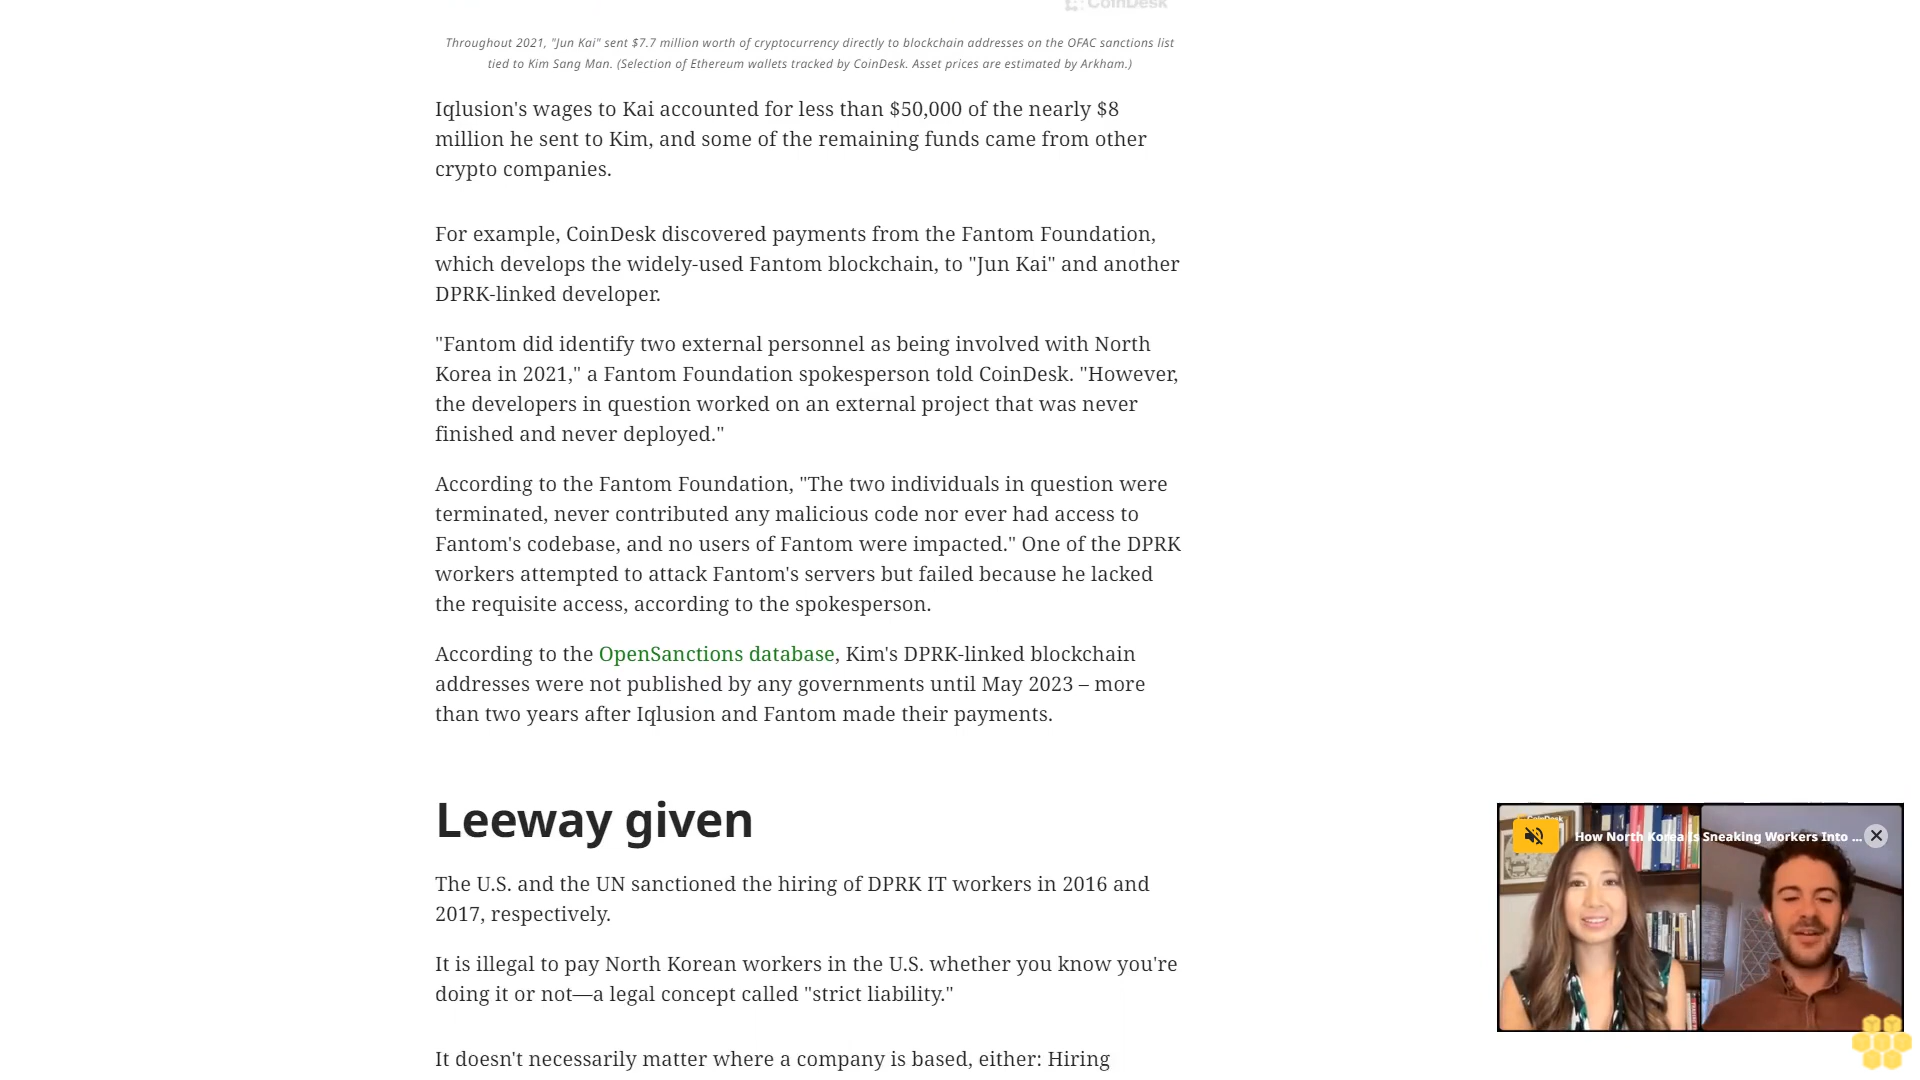 CoinDesk
Throughout 2021, "Jun Kai" sent $7.7 million worth of cryptocurrency directly to blockchain addresses on the OFAC sanctions list
tied to Kim Sang Man. (Selection of Ethereum wallets tracked by CoinDesk. Asset prices are estimated by Arkham.)
Iqlusion's wages to Kai accounted for less than $50,000 of the nearly $8
million he sent to Kim, and some of the remaining funds came from other
crypto companies.
For example, CoinDesk discovered payments from the Fantom Foundation,
which develops the widely-used Fantom blockchain, to "Jun Kai" and another
DPRK-linked developer.
"Fantom did identify two external personnel as being involved with North
Korea in 2021," a Fantom Foundation spokesperson told CoinDesk. "However,
the developers in question worked on an external project that was never
finished and never deployed."
According to the Fantom Foundation, "The two individuals in question were
terminated, never contributed any malicious code nor ever had access to
Fantom's codebase, and no users of Fantom were impacted." One of the DPRK
workers attempted to attack Fantom's servers but failed because he lacked
the requisite access, according to the spokesperson.
According to the OpenSanctions database, Kim's DPRK-linked blockchain
addresses were not published by any governments until May 2023 – more
than two years after Iqlusion and Fantom made their payments.
Leeway given
The U.S. and the UN sanctioned the hiring of DPRK IT workers in 2016 and
2017, respectively.
It is illegal to pay North Korean workers in the U.S. whether you know you're
doing it or not—a legal concept called "strict liability."
It doesn't necessarily matter where a company is based, either: Hiring
CoinDesk
How North Korea Is Sneaking Workers Into ...